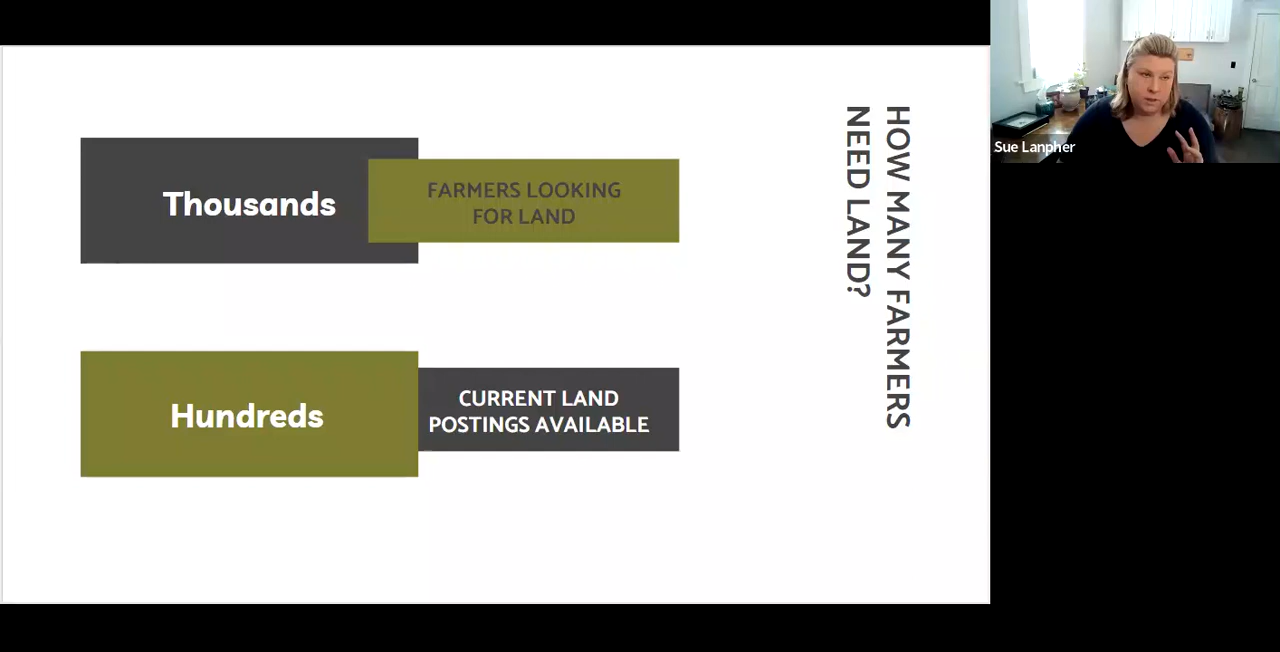 HOW MANY FARMERS
NEED LAND?
Thousands
FARMERS LOOKING
FOR LAND
Hundreds
CURRENT LAND
POSTINGS AVAILABLE
Sue Lanpher